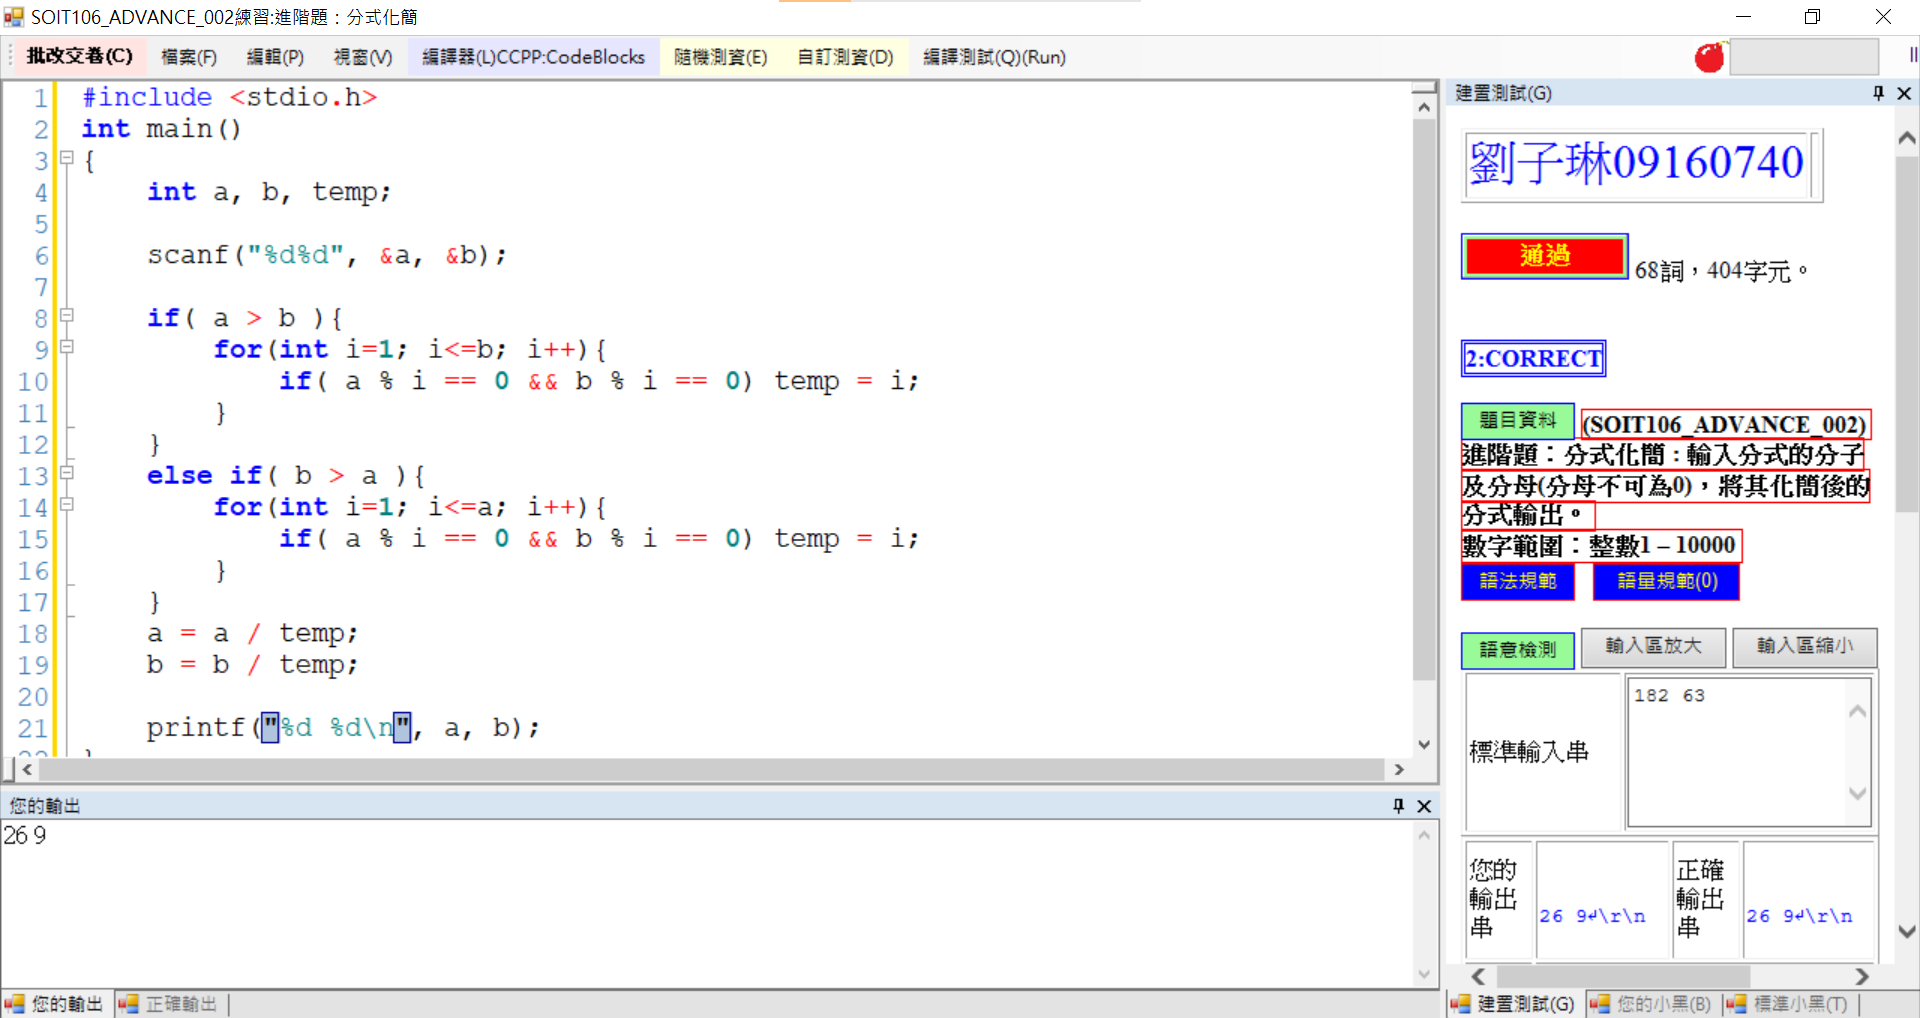 SOIT106_ADVANCE_002練習:進階題：分式化簡
批改交卷(C) 檔案(F) 編輯(P) 視窗(V) 編譯器(L)CCPP:CodeBlocks 隨機測資(E) 自訂測資(D) 編譯測試(Q)(Run)
1 #include <stdio.h>
2 int main()
3 {
4 int a, b, temp;
5
6 scanf("%d%d", &a, &b);
7
8 if( a > b ){
9 for(int i=1; i<=b; i++){
10 if( a % i == 0 && b % i == 0) temp = i;
11 }
12 }
13 else if( b > a ){
14 for(int i=1; i<=a; i++){
15 if( a % i == 0 && b % i == 0) temp = i;
16 }
17 }
18 a = a / temp;
19 b = b / temp;
20
21 printf("%d %d\n", a, b);
您的輸出
26 9
您的輸出 正確輸出
建置測試(G)
劉子琳09160740
通過 68詞，404字元。
2:CORRECT
題目資料 (SOIT106_ADVANCE_002)
進階題：分式化簡：輸入分式的分子
及分母(分母不可為0)，將其化簡後的
分式輸出。
數字範圍：整數1 – 10000
語法規範 語量規範(0)
語意檢測 輸入區放大 輸入區縮小
標準輸入串 182 63
您的輸出串 26 9↵\r\n 正確輸出串 26 9↵\r\n
建置測試(G) 您的小黑(B) 標準小黑(T)